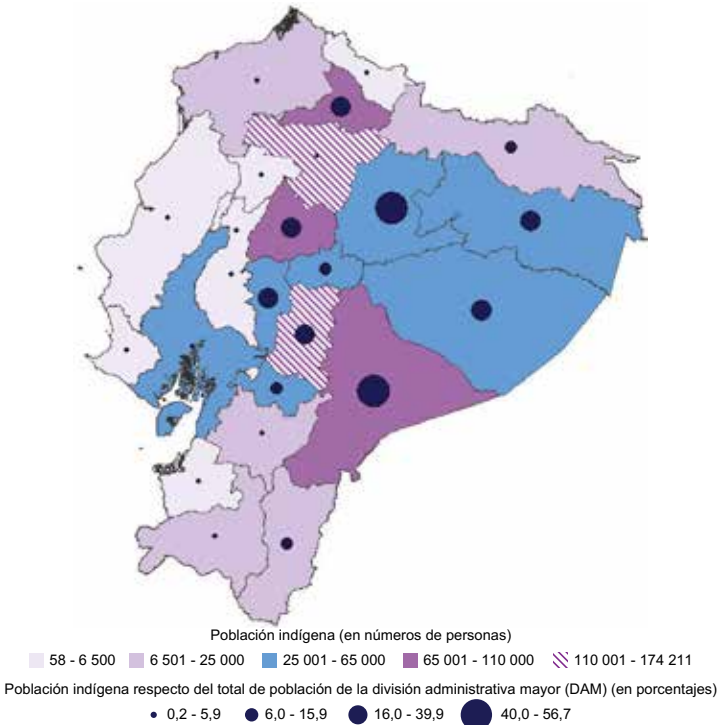 Población indígena (en números de personas)
58 - 6 500 6 501 - 25 000 25 001 - 65 000 65 001 - 110 000 110 001 - 174 211
Población indígena respecto del total de población de la división administrativa mayor (DAM) (en porcentajes)
0,2 - 5,9 6,0 - 15,9 16,0 - 39,9 40,0 - 56,7